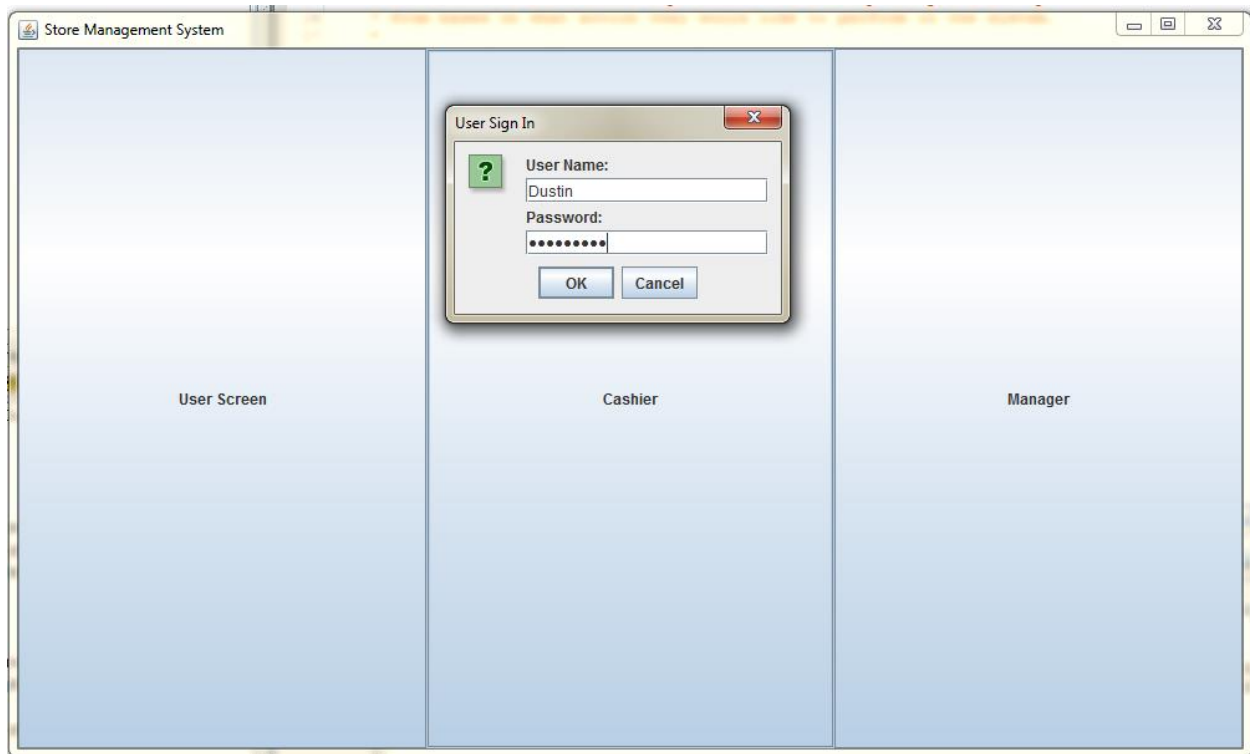 Store Management System
User Sign In
?
User Name:
Dustin
Password:
•••••••••
OK
Cancel
User Screen
Cashier
Manager